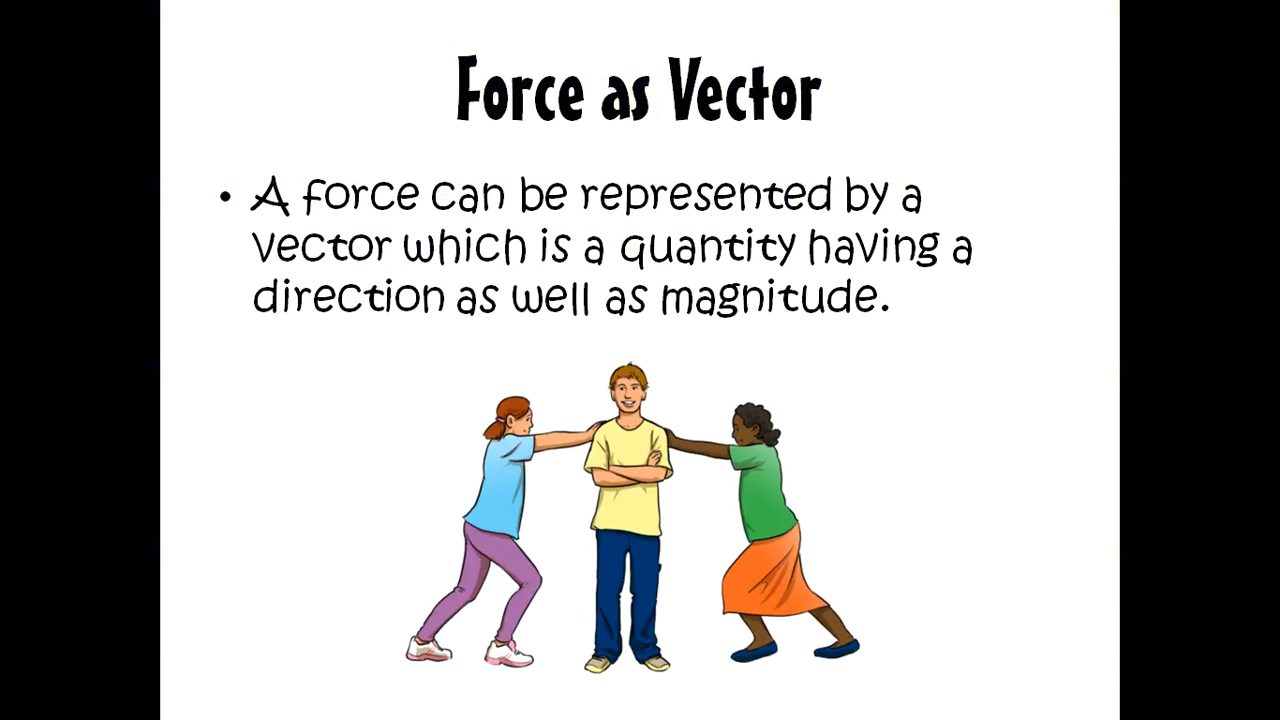 Force as Vector
• A force can be represented by a
vector which is a quantity having a
direction as well as magnitude.